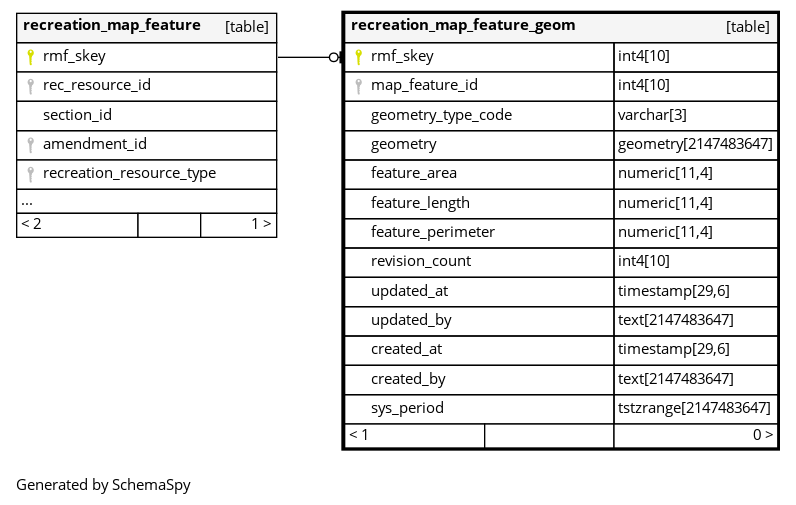 recreation_map_feature [table]
rmf_skey
rec_resource_id
section_id
amendment_id
recreation_resource_type
...
< 2 1 >
recreation_map_feature_geom [table]
rmf_skey int4[10]
map_feature_id int4[10]
geometry_type_code varchar[3]
geometry geometry[2147483647]
feature_area numeric[11,4]
feature_length numeric[11,4]
feature_perimeter numeric[11,4]
revision_count int4[10]
updated_at timestamp[29,6]
updated_by text[2147483647]
created_at timestamp[29,6]
created_by text[2147483647]
sys_period tstzrange[2147483647]
< 1 0 >
Generated by SchemaSpy